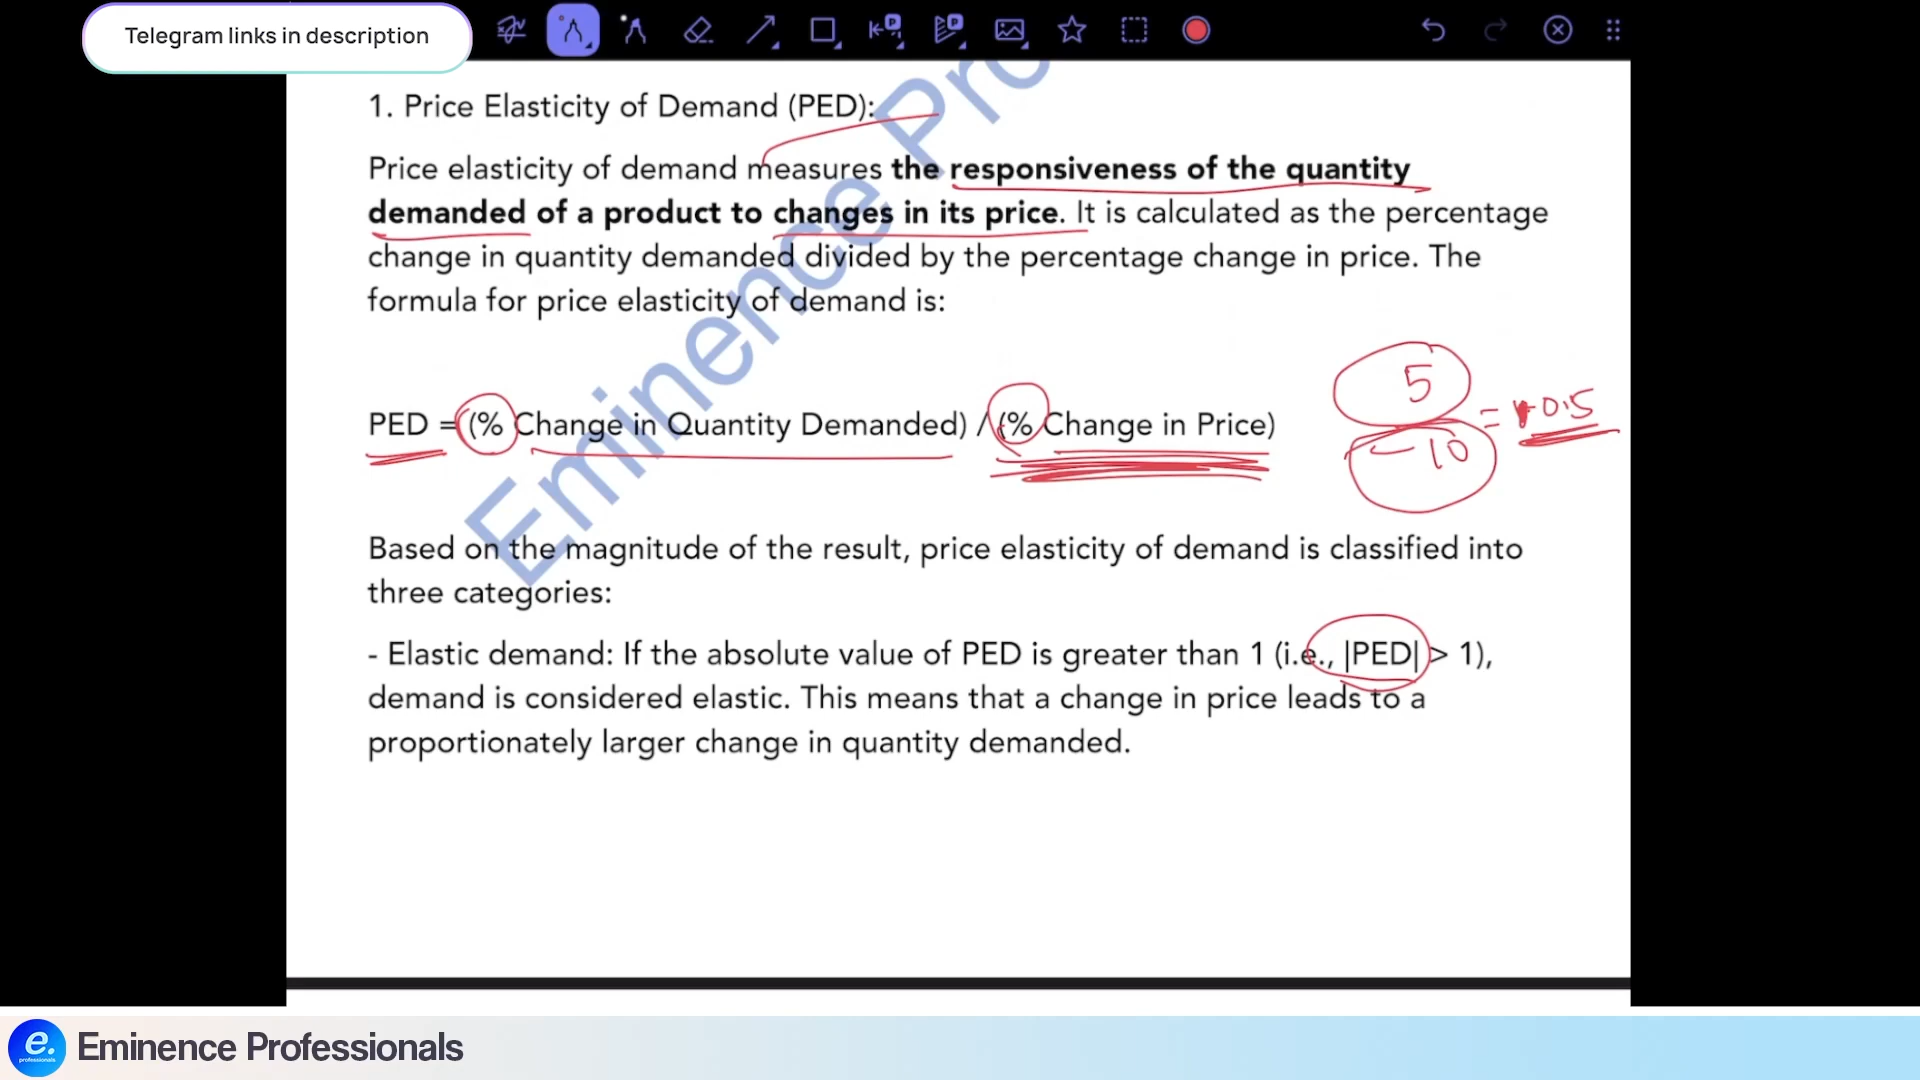 Telegram links in description
1. Price Elasticity of Demand (PED):
Price elasticity of demand measures the responsiveness of the quantity
demanded of a product to changes in its price. It is calculated as the percentage
change in quantity demanded divided by the percentage change in price. The
formula for price elasticity of demand is:
PED = (% Change in Quantity Demanded) / (% Change in Price)
5
-10
= -0.5
Based on the magnitude of the result, price elasticity of demand is classified into
three categories:
- Elastic demand: If the absolute value of PED is greater than 1 (i.e., |PED| > 1),
demand is considered elastic. This means that a change in price leads to a
proportionately larger change in quantity demanded.
Eminence Pro
e.
professionals
Eminence Professionals